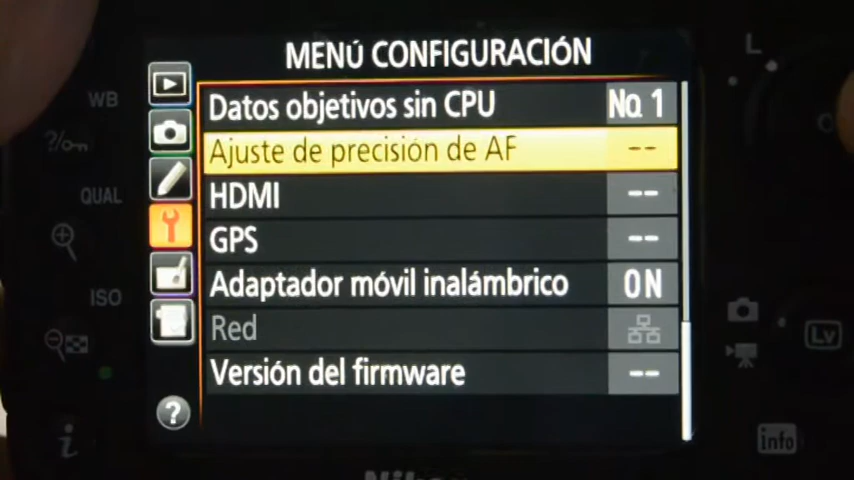 MENÚ CONFIGURACIÓN
Datos objetivos sin CPU No. 1
Ajuste de precisión de AF --
HDMI --
GPS --
Adaptador móvil inalámbrico ON
Red
Versión del firmware --
?
WB
?/
QUAL
ISO
i
L
Lv
info
Nikon